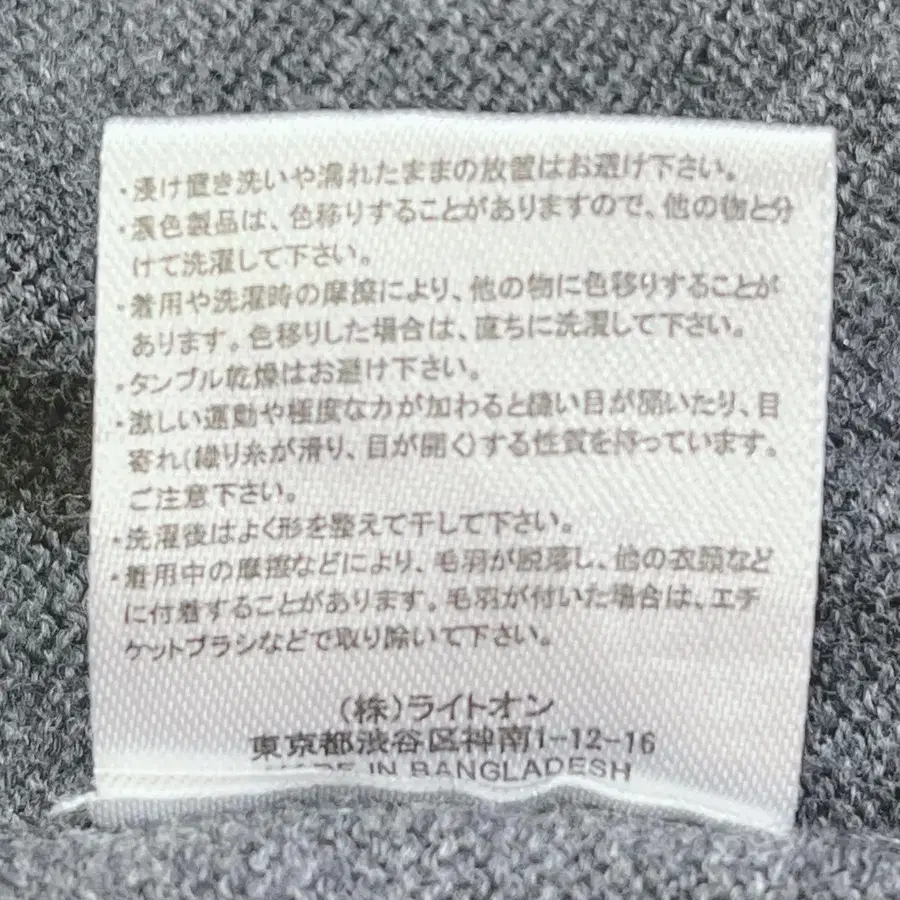 ・浸け置き洗いや濡れたままの放置はお避け下さい。
・濃色製品は、色移りすることがありますので、他の物と分
けて洗濯して下さい。
・着用や洗濯時の摩擦により、他の物に色移りすることが
あります。色移りした場合は、直ちに洗濯して下さい。
・タンブル乾燥はお避け下さい。
・激しい運動や極度な力が加わると縫い目が開いたり、目
寄れ(織り糸が滑り、目が開く)する性質を持っています。
ご注意下さい。
・洗濯後はよく形を整えて干して下さい。
・着用中の摩擦などにより、毛羽が脱落し、他の衣類など
に付着することがあります。毛羽が付いた場合は、エチ
ケットブラシなどで取り除いて下さい。
(株)ライトオン
東京都渋谷区神南1-12-16
MADE IN BANGLADESH